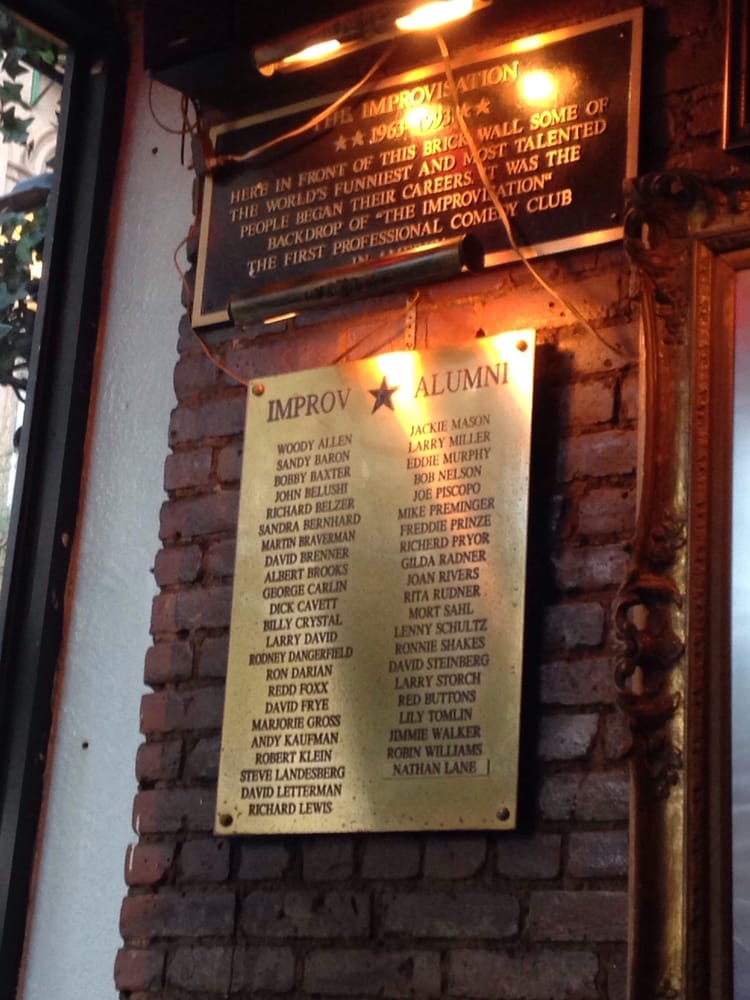 THE IMPROVISATION
★★ 1963-1993 ★★
HERE IN FRONT OF THIS BRICK WALL SOME OF
THE WORLD'S FUNNIEST AND MOST TALENTED
PEOPLE BEGAN THEIR CAREERS. IT WAS THE
BACKDROP OF "THE IMPROVISATION"
THE FIRST PROFESSIONAL COMEDY CLUB
IN
IMPROV ★ ALUMNI
WOODY ALLEN
SANDY BARON
BOBBY BAXTER
JOHN BELUSHI
RICHARD BELZER
SANDRA BERNHARD
MARTIN BRAVERMAN
DAVID BRENNER
ALBERT BROOKS
GEORGE CARLIN
DICK CAVETT
BILLY CRYSTAL
LARRY DAVID
RODNEY DANGERFIELD
RON DARIAN
REDD FOXX
DAVID FRYE
MARJORIE GROSS
ANDY KAUFMAN
ROBERT KLEIN
STEVE LANDESBERG
DAVID LETTERMAN
RICHARD LEWIS
JACKIE MASON
LARRY MILLER
EDDIE MURPHY
BOB NELSON
JOE PISCOPO
MIKE PREMINGER
FREDDIE PRINZE
RICHERD PRYOR
GILDA RADNER
JOAN RIVERS
RITA RUDNER
MORT SAHL
LENNY SCHULTZ
RONNIE SHAKES
DAVID STEINBERG
LARRY STORCH
RED BUTTONS
LILY TOMLIN
JIMMIE WALKER
ROBIN WILLIAMS
NATHAN LANE